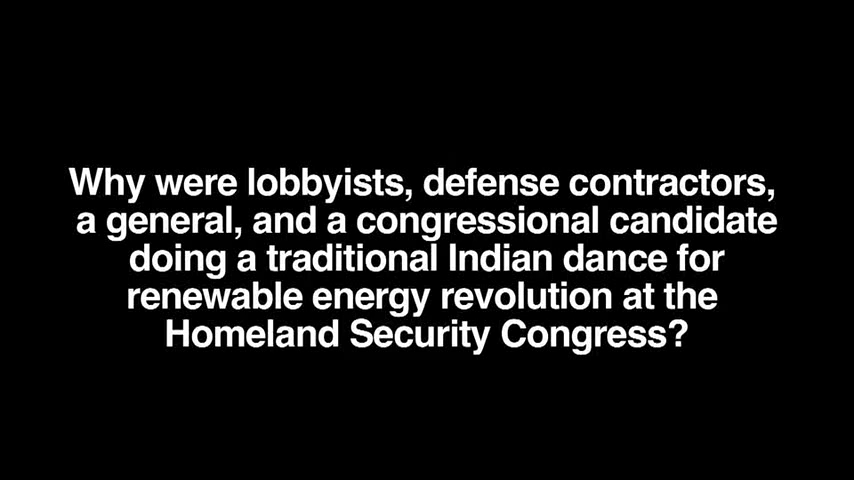 Why were lobbyists, defense contractors,
a general, and a congressional candidate
doing a traditional Indian dance for
renewable energy revolution at the
Homeland Security Congress?